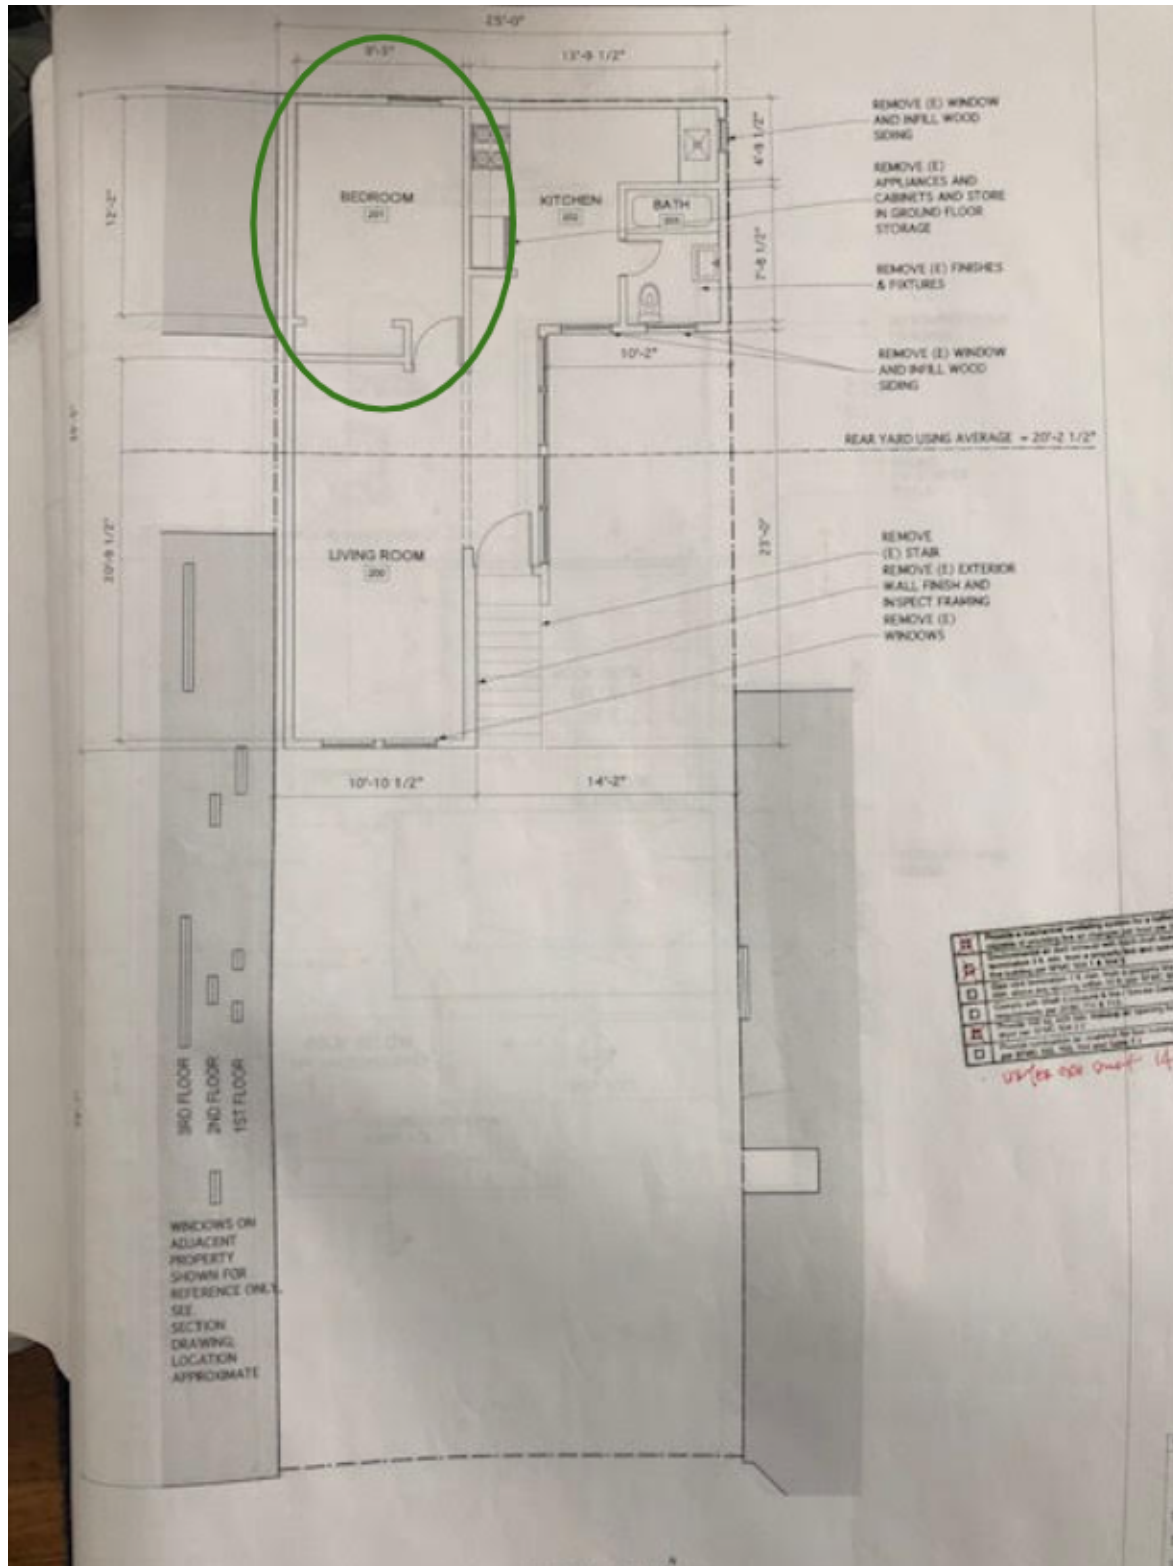 25'-0"
9'-3"
13'-9 1/2"
REMOVE (E) WINDOW
AND INFILL WOOD
SIDING
4'-9 1/2"
REMOVE (E)
APPLIANCES AND
CABINETS AND STORE
IN GROUND FLOOR
STORAGE
12'-2"
BEDROOM
201
KITCHEN
202
BATH
7'-8 1/2"
REMOVE (E) FINISHES
& FIXTURES
10'-2"
REMOVE (E) WINDOW
AND INFILL WOOD
SIDING
REAR YARD USING AVERAGE = 20'-2 1/2"
20'-9 1/2"
23'-0"
LIVING ROOM
200
REMOVE
(E) STAIR
REMOVE (E) EXTERIOR
WALL FINISH AND
INSPECT FRAMING
REMOVE (E)
WINDOWS
10'-10 1/2"
14'-2"
3RD FLOOR
2ND FLOOR
1ST FLOOR
WINDOWS ON
ADJACENT
PROPERTY
SHOWN FOR
REFERENCE ONLY,
SEE
SECTION
DRAWING,
LOCATION
APPROXIMATE